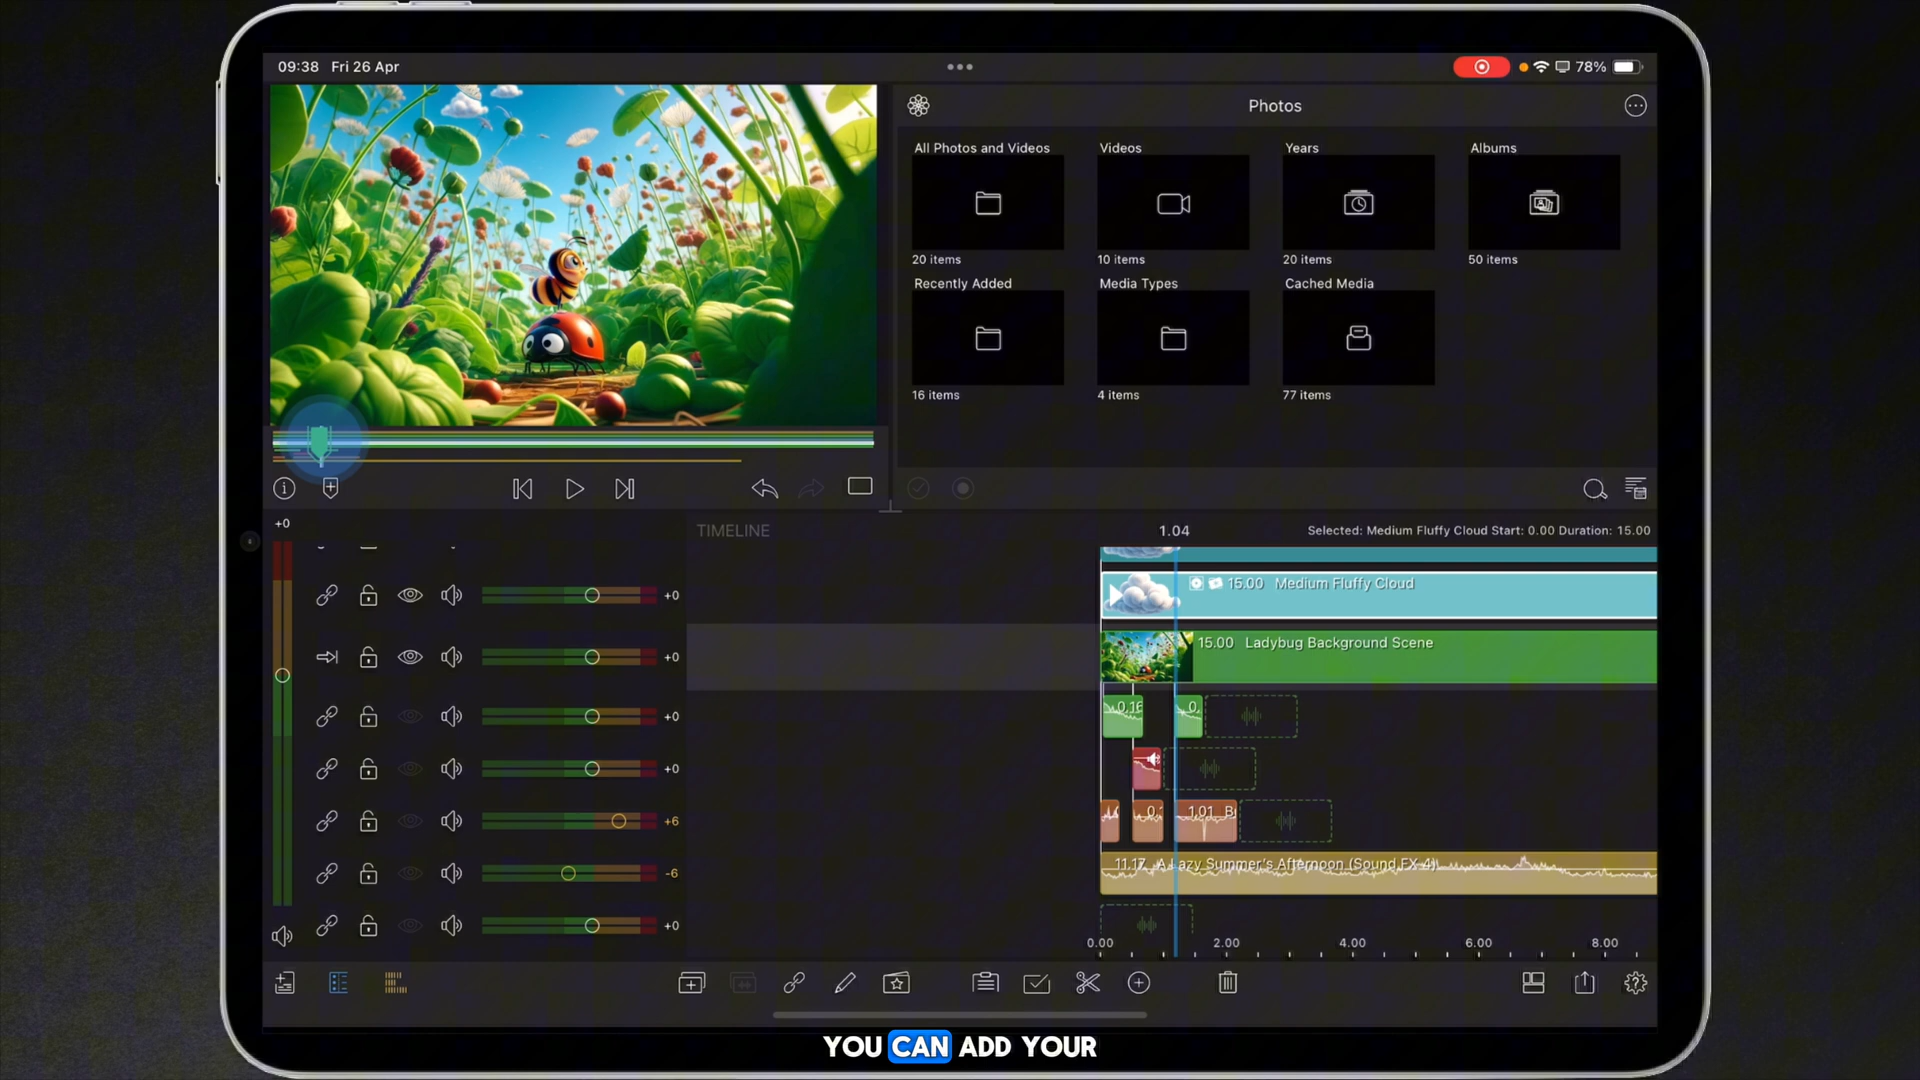 09:38 Fri 26 Apr
78%
Photos
All Photos and Videos
Videos
Years
Albums
20 items
10 items
20 items
50 items
Recently Added
Media Types
Cached Media
16 items
4 items
77 items
+0
TIMELINE
1.04
Selected: Medium Fluffy Cloud Start: 0.00 Duration: 15.00
+0
15.00 Medium Fluffy Cloud
+0
15.00 Ladybug Background Scene
+0
0.16
0.
+0
+6
1.01 B
-6
11.17 A Lazy Summer's Afternoon (Sound FX 4)
+0
0.00 2.00 4.00 6.00 8.00
YOU CAN ADD YOUR